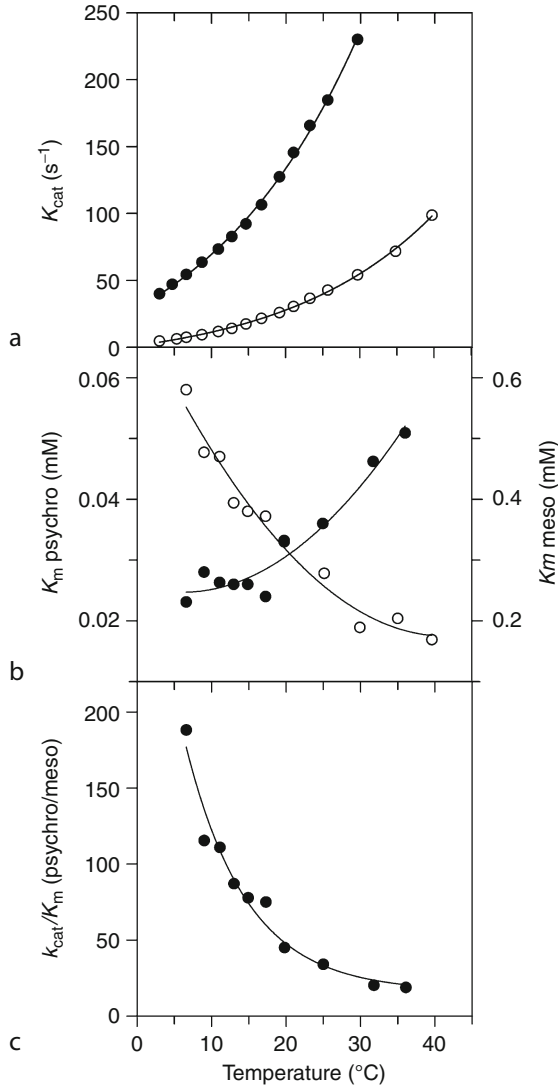 250
200
150
100
50
0
K_cat (s⁻¹)
a
0.06
0.04
0.02
K_m psychro (mM)
0.6
0.4
0.2
Km meso (mM)
b
200
150
100
50
0
k_cat/K_m (psychro/meso)
0 10 20 30 40
c
Temperature (°C)